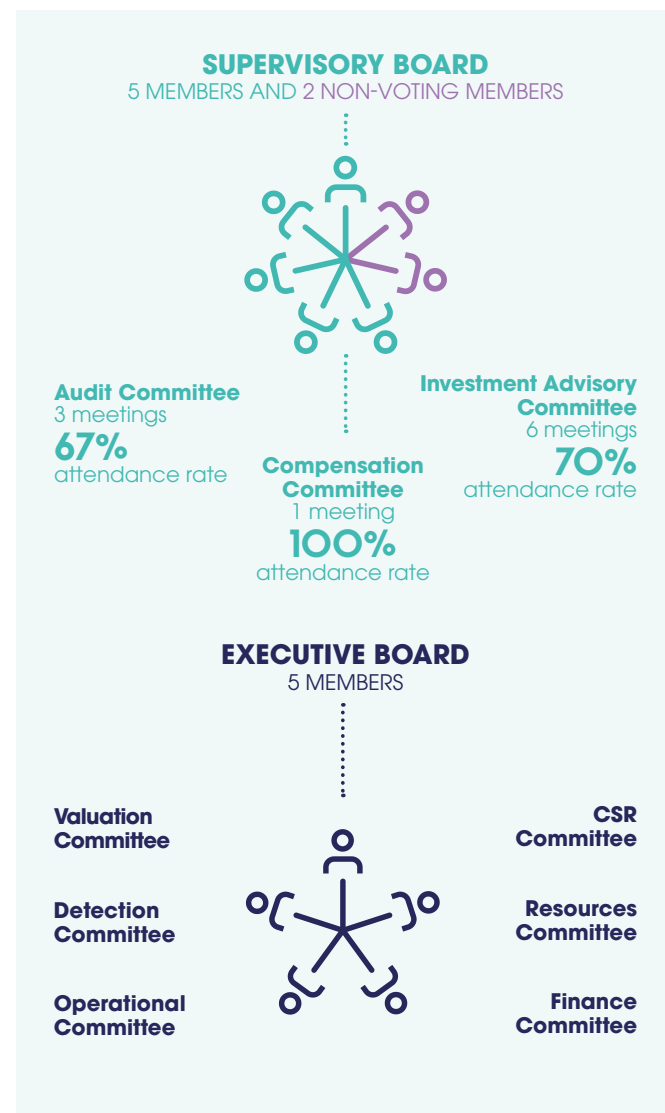 SUPERVISORY BOARD
5 MEMBERS AND 2 NON-VOTING MEMBERS
Audit Committee
3 meetings
67%
attendance rate
Compensation
Committee
1 meeting
100%
attendance rate
Investment Advisory
Committee
6 meetings
70%
attendance rate
EXECUTIVE BOARD
5 MEMBERS
Valuation
Committee
Detection
Committee
Operational
Committee
CSR
Committee
Resources
Committee
Finance
Committee